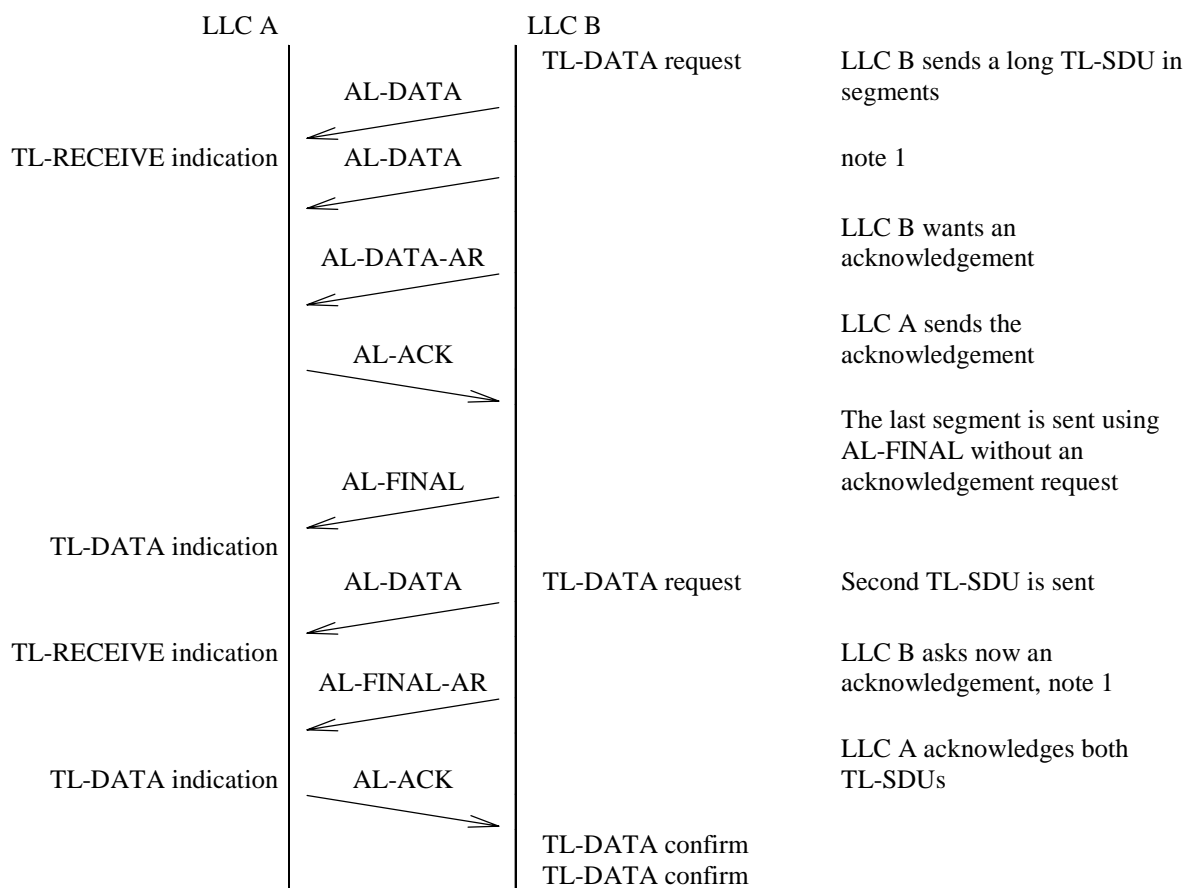 LLC A LLC B
TL-DATA request LLC B sends a long TL-SDU in
AL-DATA segments
TL-RECEIVE indication AL-DATA note 1
LLC B wants an
AL-DATA-AR acknowledgement
LLC A sends the
AL-ACK acknowledgement
The last segment is sent using
AL-FINAL without an
AL-FINAL acknowledgement request
TL-DATA indication
AL-DATA TL-DATA request Second TL-SDU is sent
TL-RECEIVE indication LLC B asks now an
AL-FINAL-AR acknowledgement, note 1
LLC A acknowledges both
TL-DATA indication AL-ACK TL-SDUs
TL-DATA confirm
TL-DATA confirm